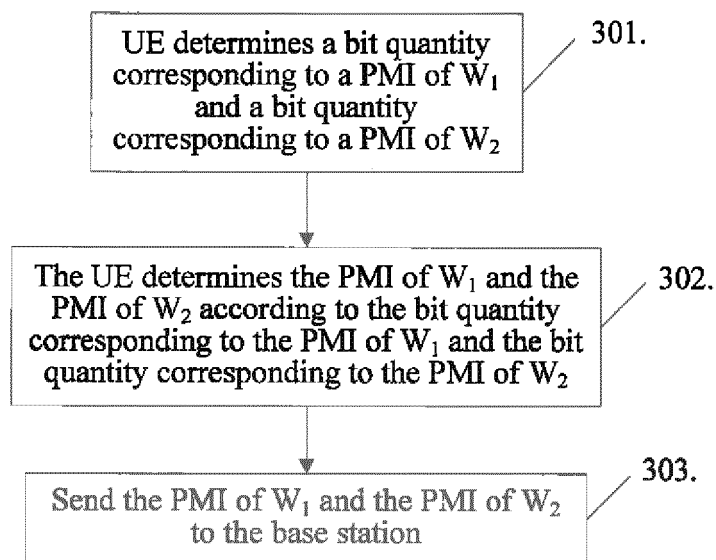 UE determines a bit quantity
corresponding to a PMI of W₁
and a bit quantity
corresponding to a PMI of W₂
301.
The UE determines the PMI of W₁ and the
PMI of W₂ according to the bit quantity
corresponding to the PMI of W₁ and the bit
quantity corresponding to the PMI of W₂
302.
Send the PMI of W₁ and the PMI of W₂
to the base station
303.